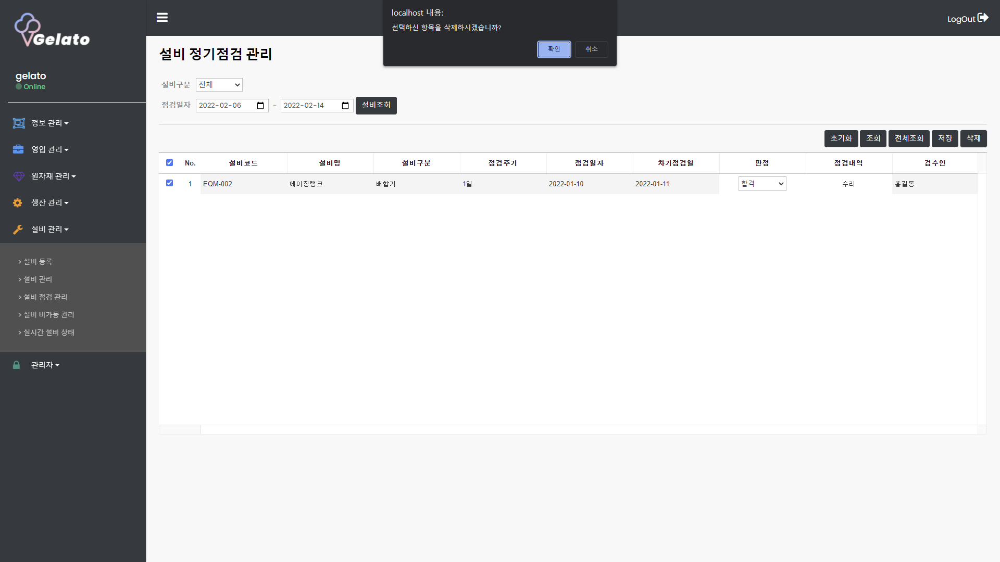 Gelato
gelato
Online
정보 관리
영업 관리
원자재 관리
생산 관리
설비 관리
> 설비 등록
> 설비 관리
> 설비 점검 관리
> 설비 비가동 관리
> 실시간 설비 상태
관리자
LogOut
localhost 내용:
선택하신 항목을 삭제하시겠습니까?
확인 취소
설비 정기점검 관리
설비구분 전체
점검일자 2022-02-06 ~ 2022-02-14 설비조회
초기화 조회 전체조회 저장 삭제
No. 설비코드 설비명 설비구분 점검주기 점검일자 차기점검일 판정 점검내역 검수인
1 EQM-002 에이징탱크 배합기 1일 2022-01-10 2022-01-11 합격 수리 홍길동